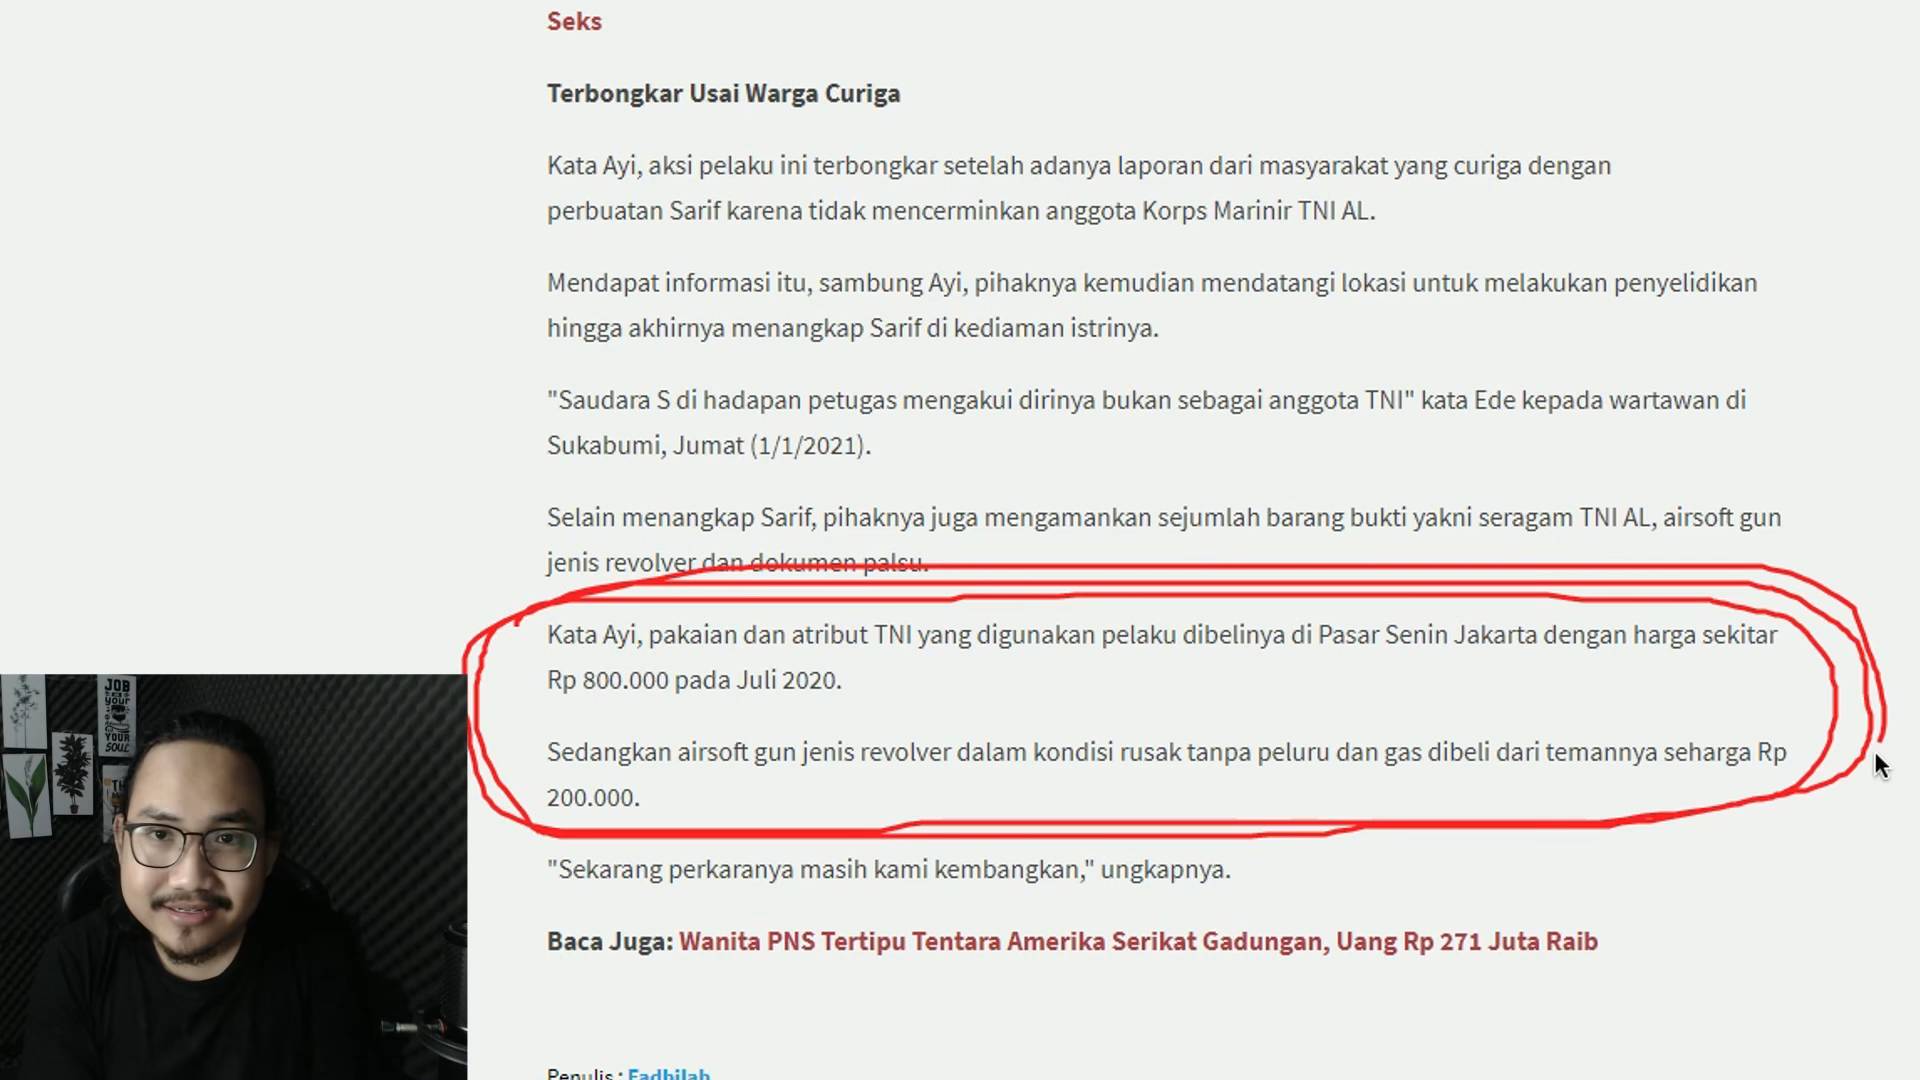 Seks
Terbongkar Usai Warga Curiga
Kata Ayi, aksi pelaku ini terbongkar setelah adanya laporan dari masyarakat yang curiga dengan
perbuatan Sarif karena tidak mencerminkan anggota Korps Marinir TNI AL.
Mendapat informasi itu, sambung Ayi, pihaknya kemudian mendatangi lokasi untuk melakukan penyelidikan
hingga akhirnya menangkap Sarif di kediaman istrinya.
"Saudara S di hadapan petugas mengakui dirinya bukan sebagai anggota TNI" kata Ede kepada wartawan di
Sukabumi, Jumat (1/1/2021).
Selain menangkap Sarif, pihaknya juga mengamankan sejumlah barang bukti yakni seragam TNI AL, airsoft gun
jenis revolver dan dokumen palsu.
Kata Ayi, pakaian dan atribut TNI yang digunakan pelaku dibelinya di Pasar Senin Jakarta dengan harga sekitar
Rp 800.000 pada Juli 2020.
Sedangkan airsoft gun jenis revolver dalam kondisi rusak tanpa peluru dan gas dibeli dari temannya seharga Rp
200.000.
"Sekarang perkaranya masih kami kembangkan," ungkapnya.
Baca Juga: Wanita PNS Tertipu Tentara Amerika Serikat Gadungan, Uang Rp 271 Juta Raib
Penulis : Fadhilah
JOB
YOUR
SOUL